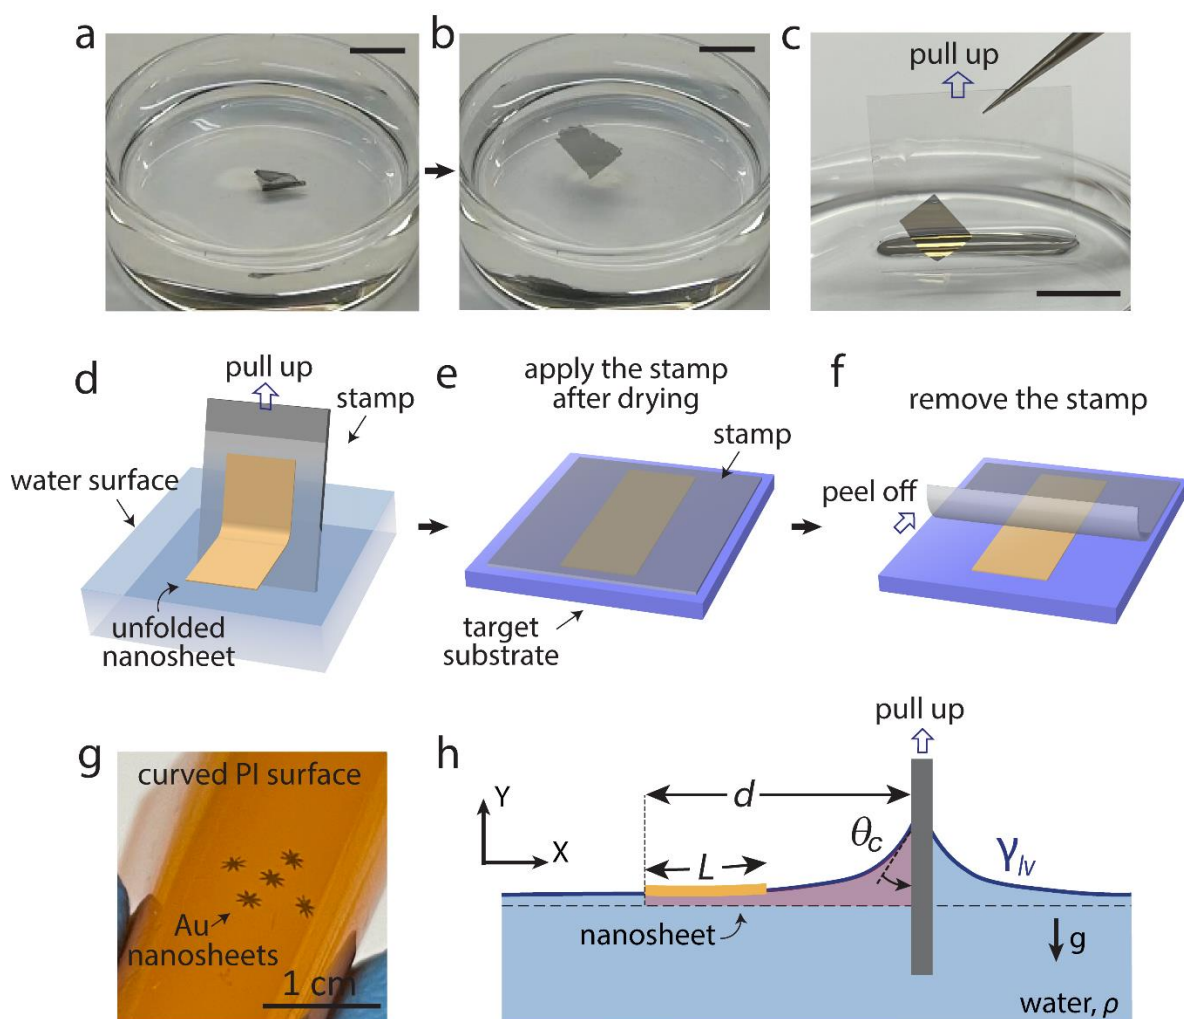 a
b
c
pull up
d
pull up
stamp
water surface
unfolded
nanosheet
e
apply the stamp
after drying
stamp
target
substrate
f
remove the stamp
peel off
g
curved PI surface
Au
nanosheets
1 cm
h
pull up
Y
X
d
L
θc
γlv
nanosheet
g
water, ρ